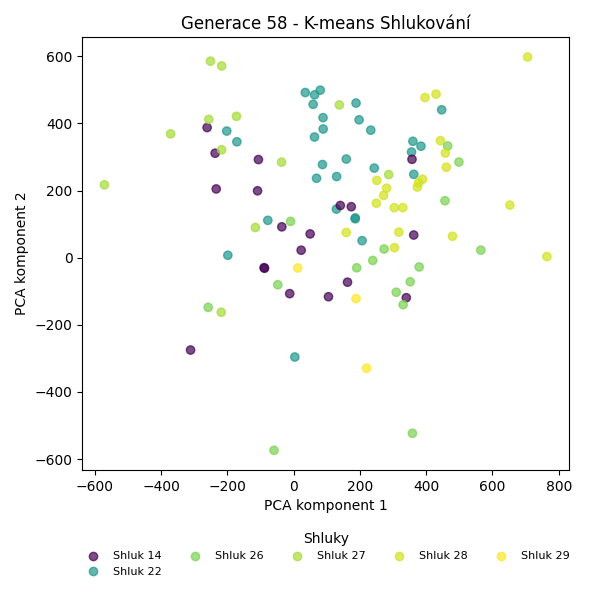 Generace 58 - K-means Shlukování
PCA komponent 2
600
400
200
0
−200
−400
−600
−600 −400 −200 0 200 400 600 800
PCA komponent 1
Shluky
Shluk 14 Shluk 26 Shluk 27 Shluk 28 Shluk 29
Shluk 22